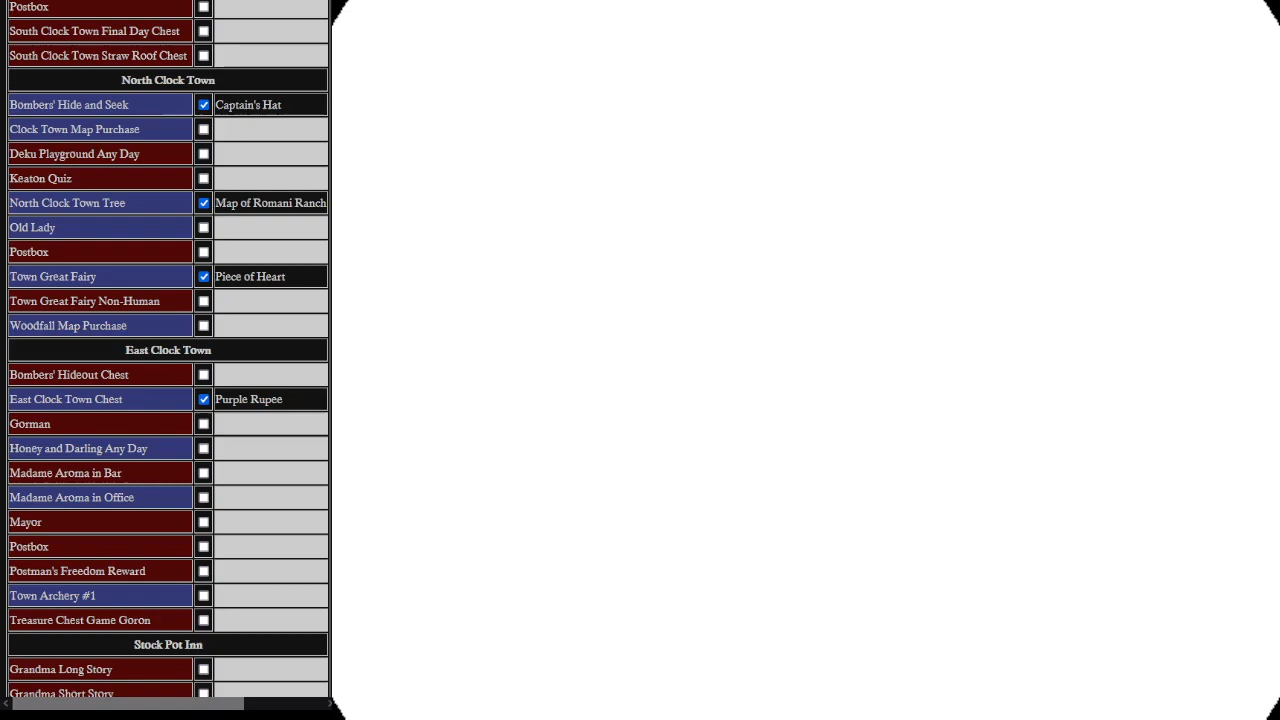 Postbox
South Clock Town Final Day Chest
South Clock Town Straw Roof Chest
North Clock Town
Bombers' Hide and Seek Captain's Hat
Clock Town Map Purchase
Deku Playground Any Day
Keaton Quiz
North Clock Town Tree Map of Romani Ranch
Old Lady
Postbox
Town Great Fairy Piece of Heart
Town Great Fairy Non-Human
Woodfall Map Purchase
East Clock Town
Bombers' Hideout Chest
East Clock Town Chest Purple Rupee
Gorman
Honey and Darling Any Day
Madame Aroma in Bar
Madame Aroma in Office
Mayor
Postbox
Postman's Freedom Reward
Town Archery #1
Treasure Chest Game Goron
Stock Pot Inn
Grandma Long Story
Grandma Short Story